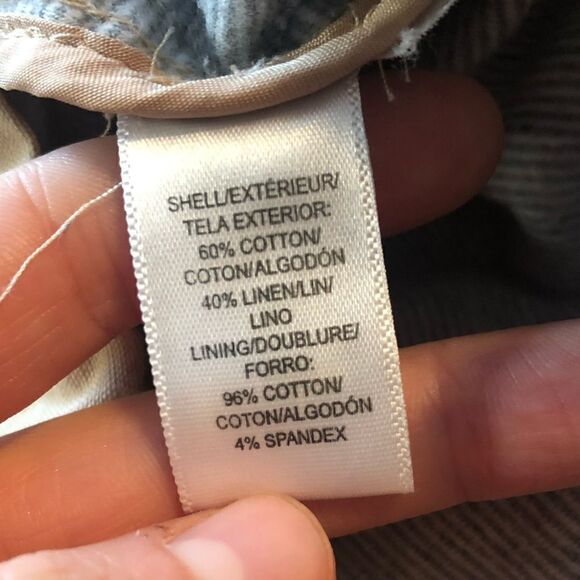 SHELL/EXTÉRIEUR/
TELA EXTERIOR:
60% COTTON/
COTON/ALGODÓN
40% LINEN/LIN/
LINO
LINING/DOUBLURE/
FORRO:
96% COTTON/
COTON/ALGODÓN
4% SPANDEX